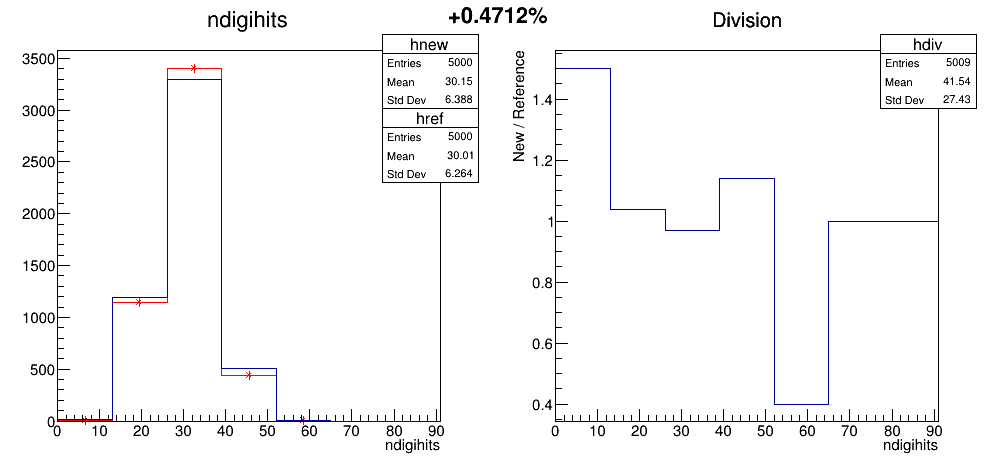 ndigihits
+0.4712%
Division
hnew
Entries 5000
Mean 30.15
Std Dev 6.388
href
Entries 5000
Mean 30.01
Std Dev 6.264
3500
3000
2500
2000
1500
1000
500
0
0 10 20 30 40 50 60 70 80 90
ndigihits
hdiv
Entries 5009
Mean 41.54
Std Dev 27.43
New / Reference
1.4
1.2
1
0.8
0.6
0.4
0 10 20 30 40 50 60 70 80 90
ndigihits